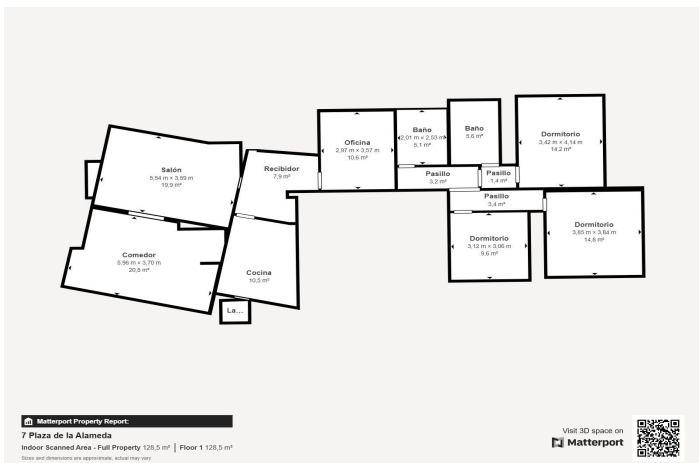 Salón
5,54 m × 3,59 m
19,9 m²
Recibidor
7,9 m²
Oficina
2,97 m × 3,57 m
10,6 m²
Baño
2,01 m × 2,53 m
5,1 m²
Baño
5,6 m²
Dormitorio
3,42 m × 4,14 m
14,2 m²
Pasillo
3,2 m²
Pasillo
1,4 m²
Pasillo
3,4 m²
Comedor
5,96 m × 3,70 m
20,8 m²
Cocina
10,5 m²
Dormitorio
3,12 m × 3,06 m
9,6 m²
Dormitorio
3,85 m × 3,84 m
14,8 m²
La...
Matterport Property Report:
7 Plaza de la Alameda
Indoor Scanned Area - Full Property 128,5 m² | Floor 1 128,5 m²
Sizes and dimensions are approximate, actual may vary
Visit 3D space on
Matterport